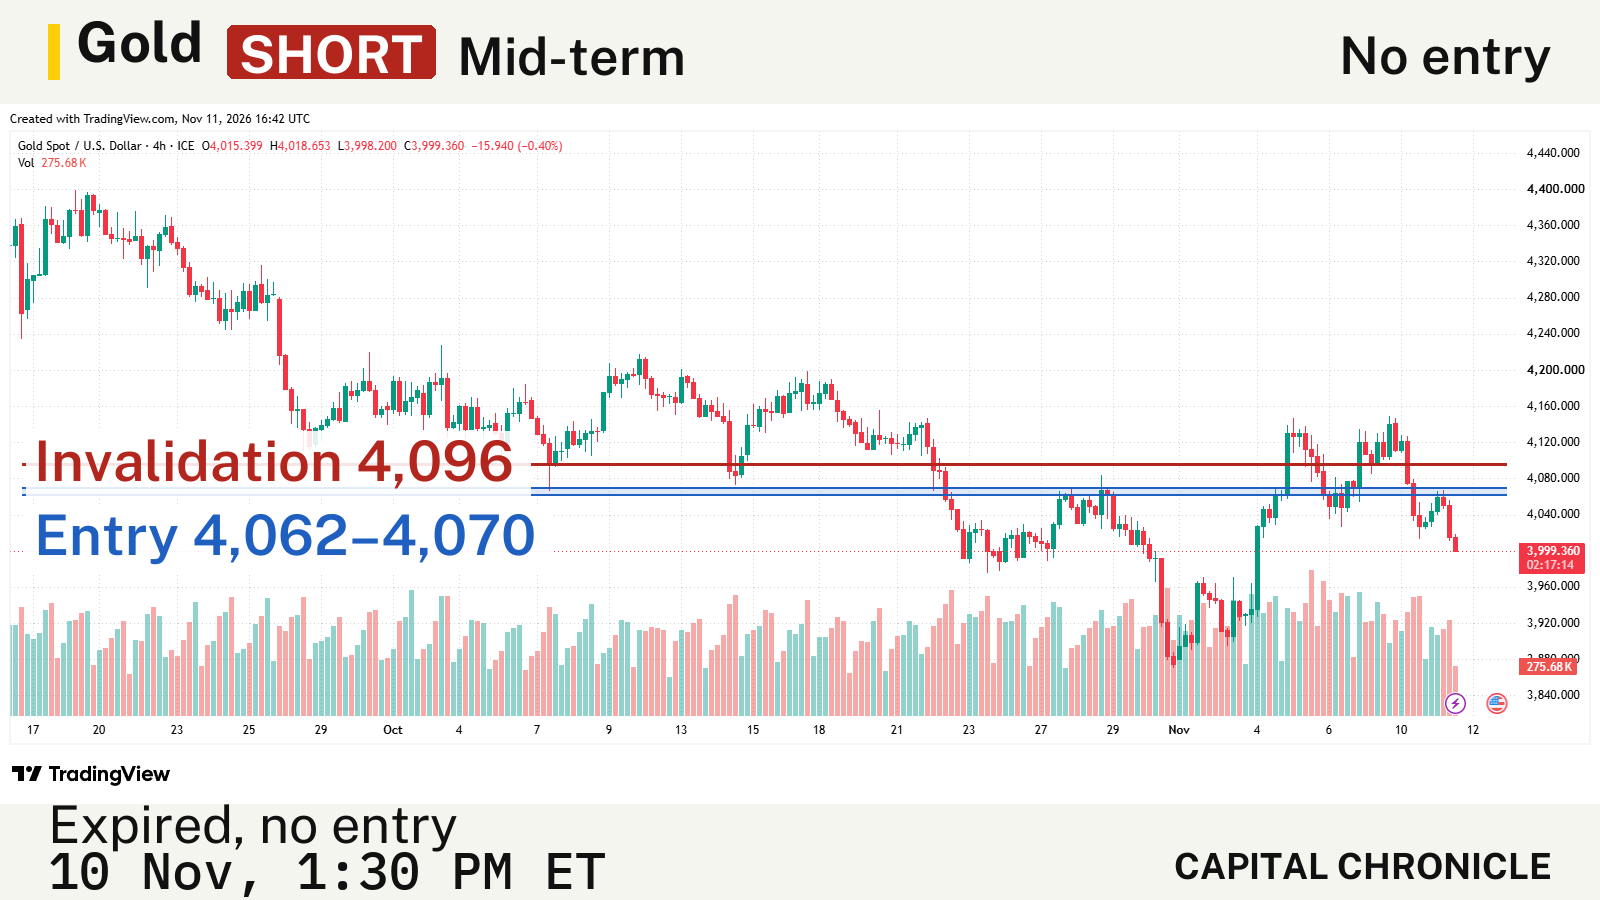 Gold SHORT Mid-term No entry
Created with TradingView.com, Nov 11, 2026 16:42 UTC
Gold Spot / U.S. Dollar · 4h · ICE O4,015.399 H4,018.653 L3,998.200 C3,999.360 −15.940 (−0.40%)
Vol 275.68K
4,440.000
4,400.000
4,360.000
4,320.000
4,280.000
4,240.000
4,200.000
4,160.000
4,120.000
4,080.000
4,040.000
3,999.360
02:17:14
3,960.000
3,920.000
3,880.000
275.68K
3,840.000
Invalidation 4,096
Entry 4,062–4,070
17 20 23 25 29 Oct 4 7 9 13 15 18 21 23 27 29 Nov 4 6 10 12
TradingView
Expired, no entry
10 Nov, 1:30 PM ET
CAPITAL CHRONICLE